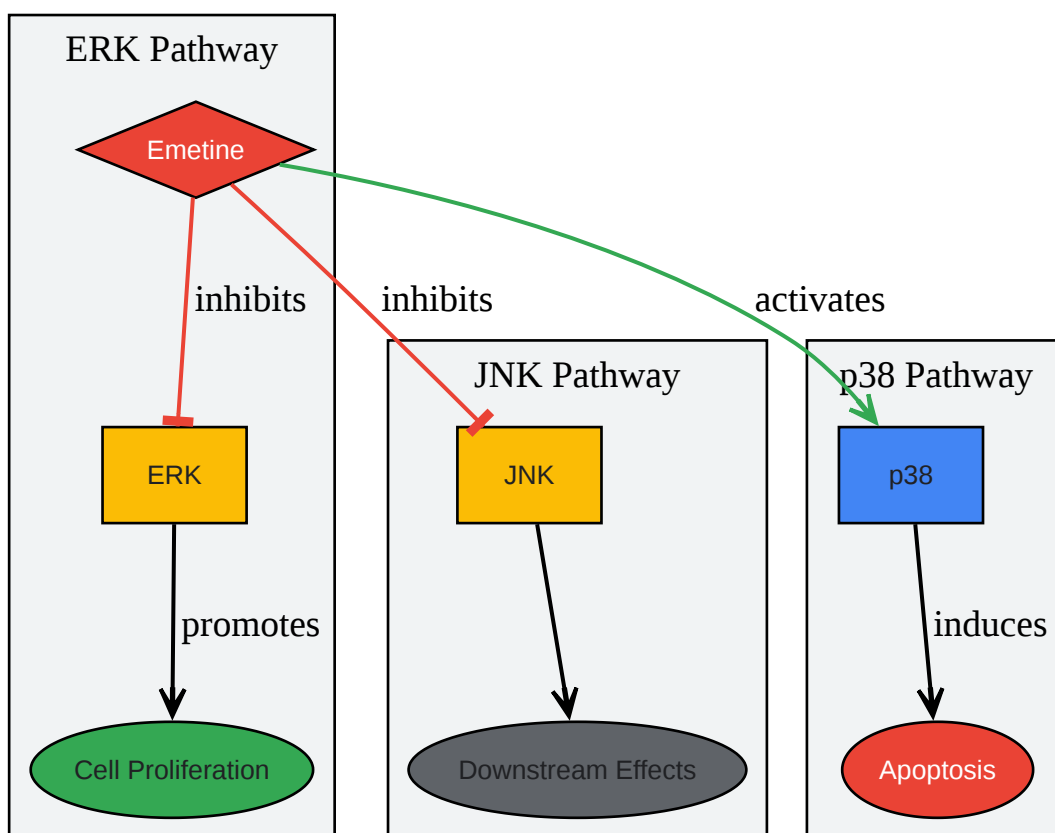 ERK Pathway
Emetine
inhibits
inhibits
activates
JNK Pathway
p38 Pathway
ERK
JNK
p38
promotes
induces
Cell Proliferation
Downstream Effects
Apoptosis